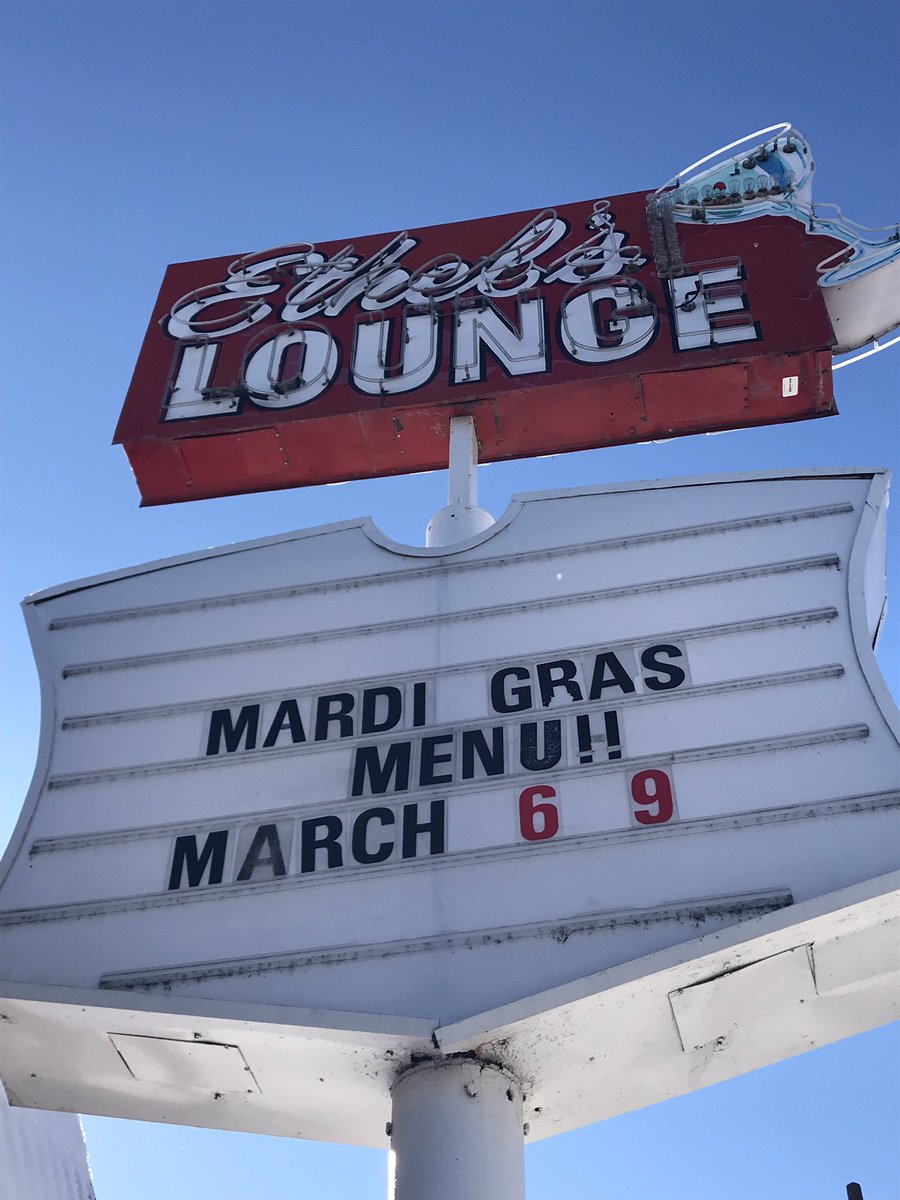 Ethel's
LOUNGE
MARDI GRAS
MENU!!
MARCH 6 9